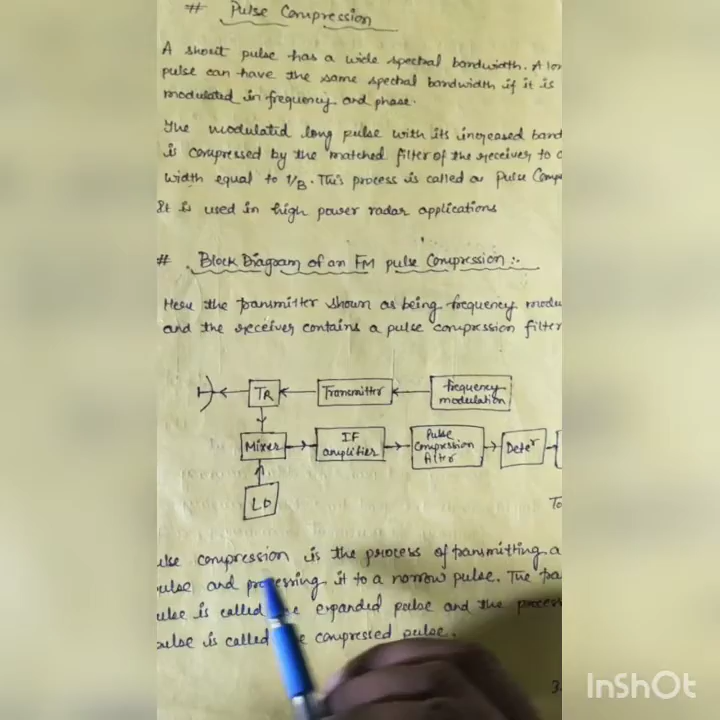 # Pulse Compression
A short pulse has a wide spectral bandwidth. A lon
pulse can have the same spectral bandwidth if it is
modulated in frequency and phase.
The modulated long pulse with its increased band
is compressed by the matched filter of the receiver to a
width equal to 1/B. This process is called a Pulse Comp
It is used in high power radar applications
# Block Diagram of an FM pulse Compression :-
Here the transmitter shown as being frequency modu
and the receiver contains a pulse compression filter
TR
Transmitter
frequency modulation
Mixer
IF amplifier
Pulse Compression filter
Deter
LO
To
ulse compression is the process of transmitting a
pulse and processing it to a narrow pulse. The tra
ulse is called the expanded pulse and the process
pulse is called the compressed pulse.
3.
InShOt